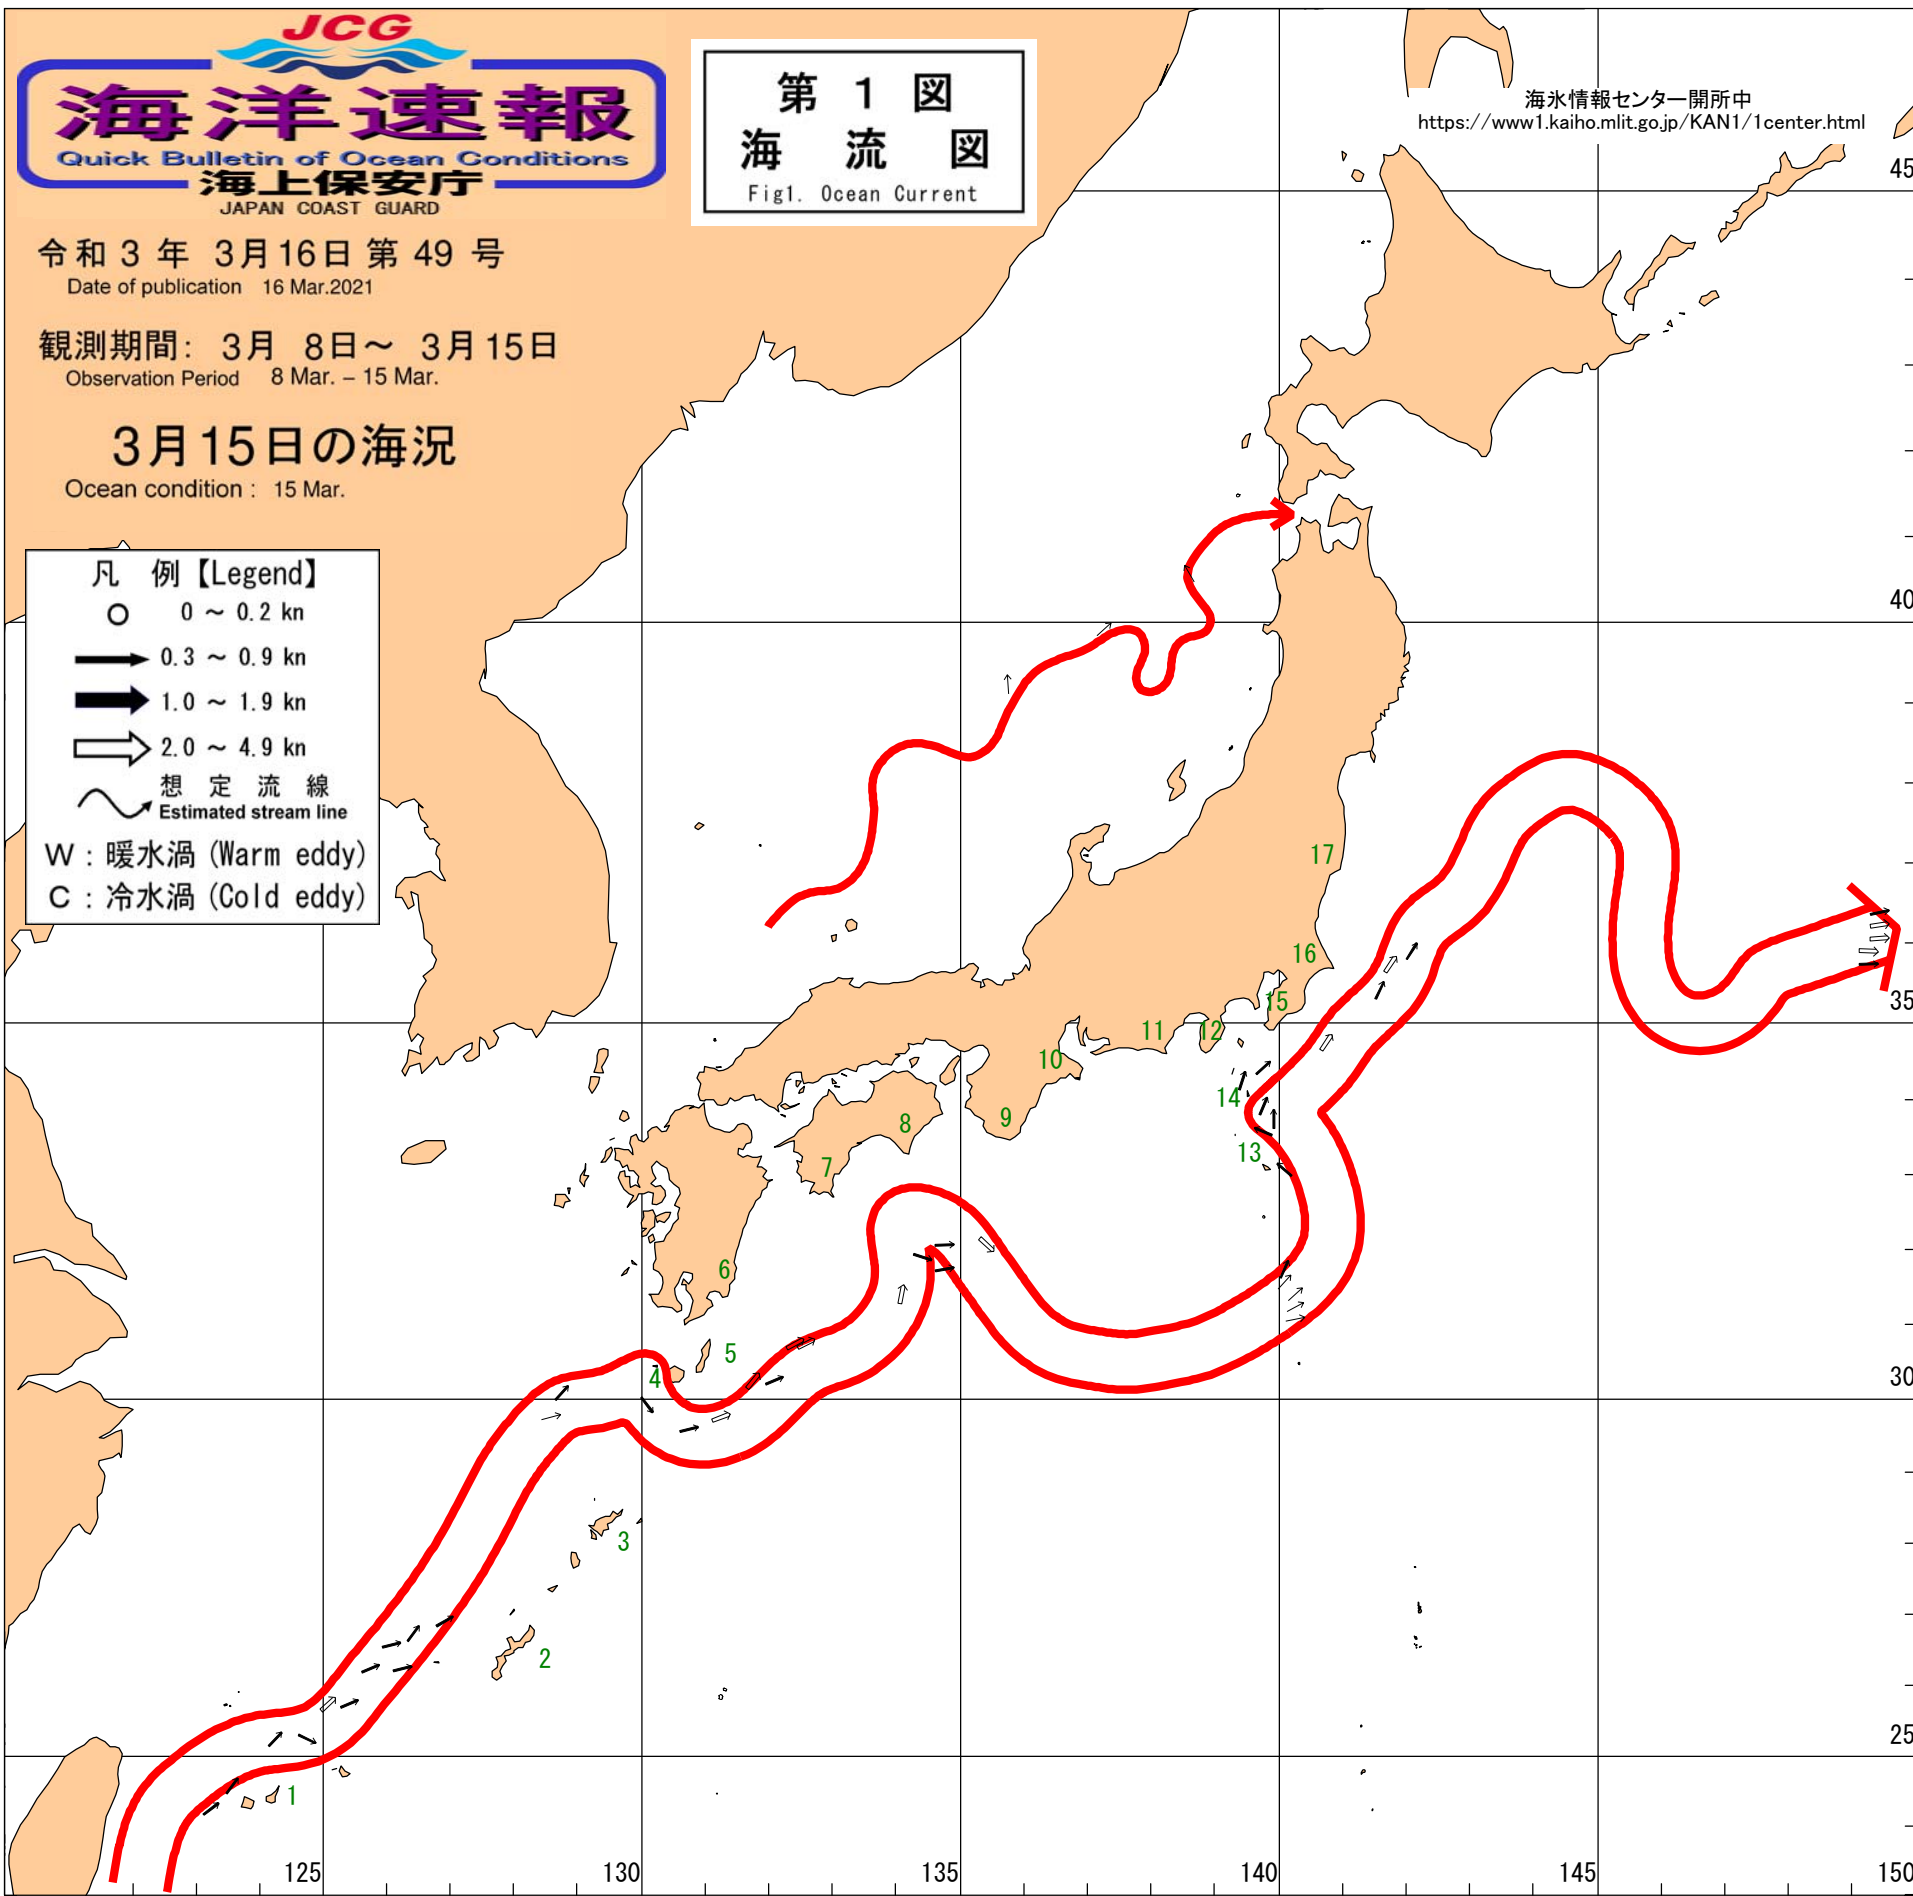 JCG
海洋速報
Quick Bulletin of Ocean Conditions
海上保安庁
JAPAN COAST GUARD
第 1 図
海 流 図
Fig1. Ocean Current
海氷情報センター開所中
https://www1.kaiho.mlit.go.jp/KAN1/1center.html
令和 3 年 3月16日 第 49 号
Date of publication 16 Mar.2021
観測期間: 3月 8日～ 3月15日
Observation Period 8 Mar. – 15 Mar.
3月15日の海況
Ocean condition : 15 Mar.
凡 例【Legend】
0 ～ 0.2 kn
0.3 ～ 0.9 kn
1.0 ～ 1.9 kn
2.0 ～ 4.9 kn
想 定 流 線
Estimated stream line
W : 暖水渦 (Warm eddy)
C : 冷水渦 (Cold eddy)
45
40
35
30
25
17
16
15
12
11
10
14
9
8
13
7
6
5
4
3
2
1
125
130
135
140
145
150